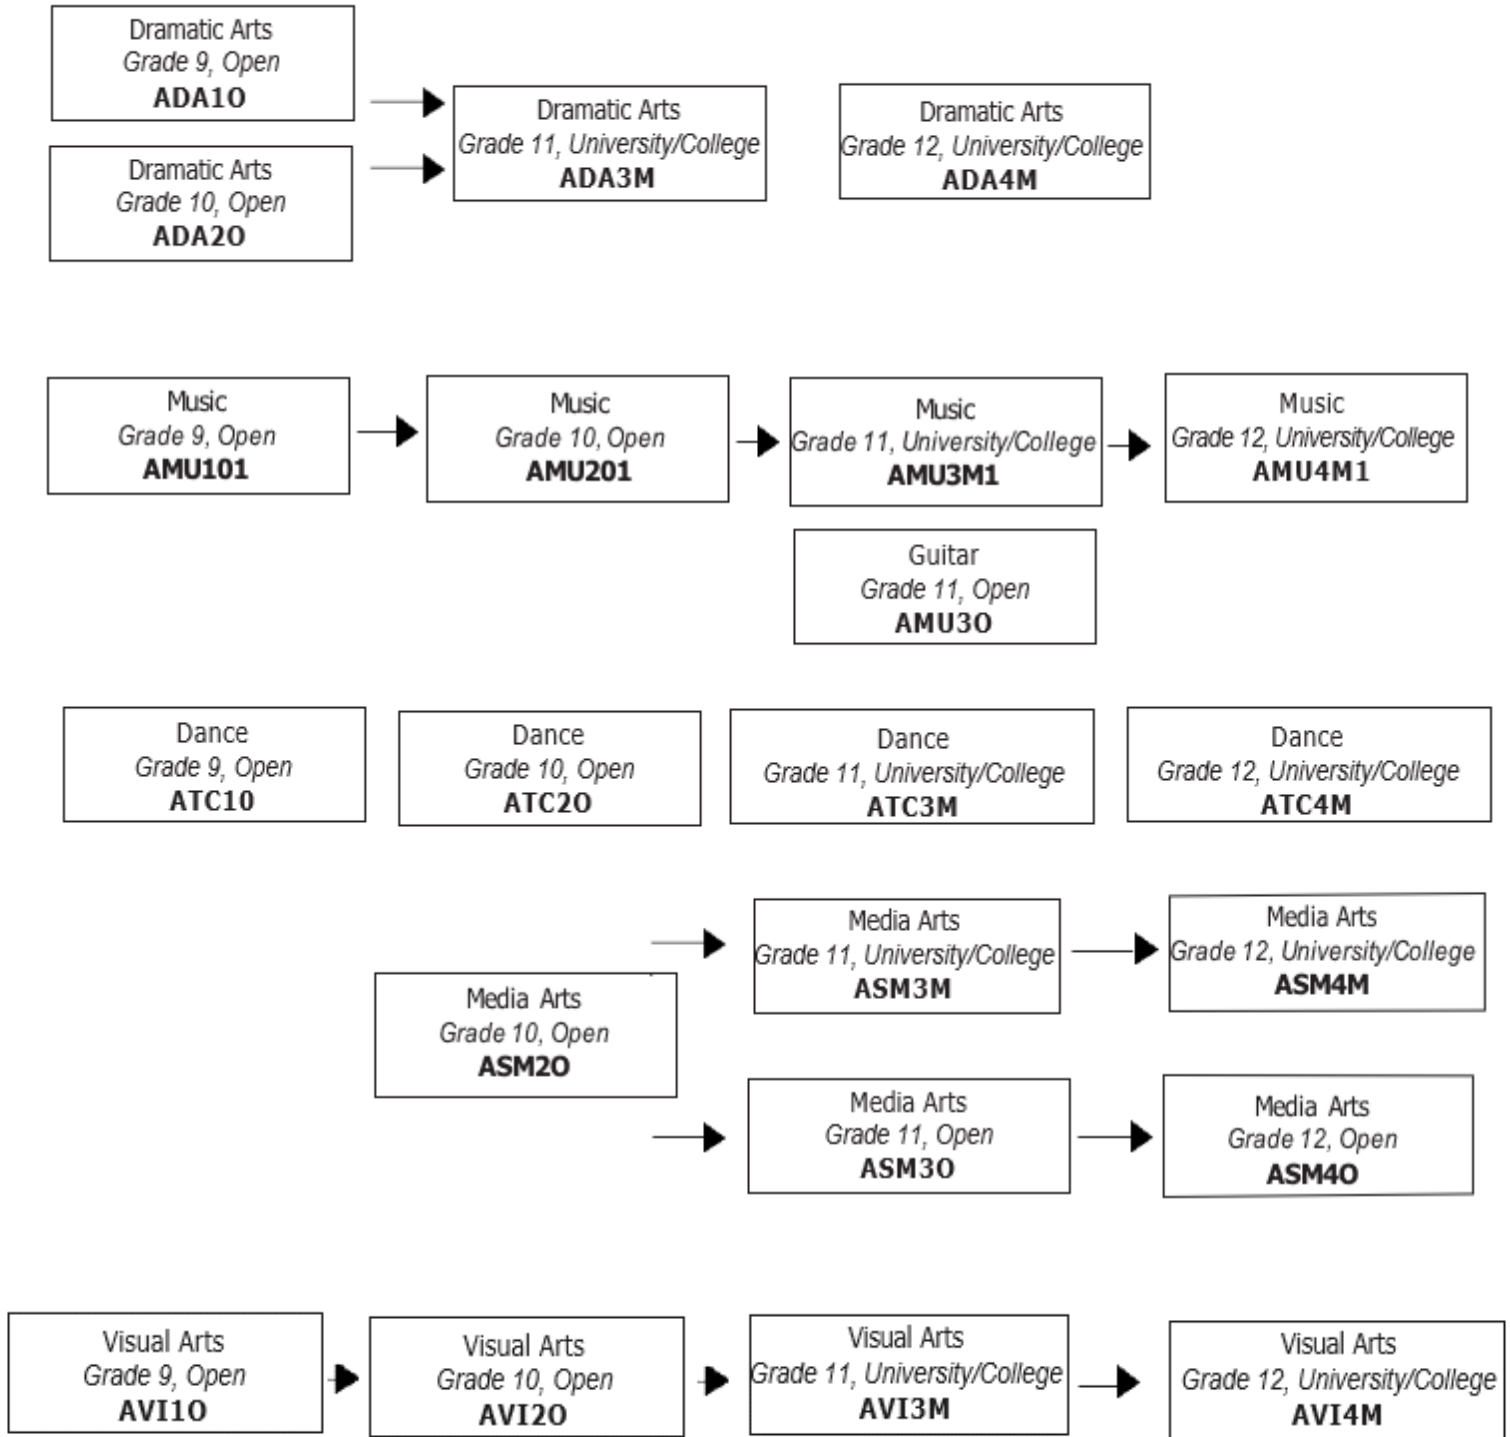 Dramatic Arts
Grade 9, Open
ADA1O
Dramatic Arts
Grade 10, Open
ADA2O
Dramatic Arts
Grade 11, University/College
ADA3M
Dramatic Arts
Grade 12, University/College
ADA4M
Music
Grade 9, Open
AMU101
Music
Grade 10, Open
AMU201
Music
Grade 11, University/College
AMU3M1
Music
Grade 12, University/College
AMU4M1
Guitar
Grade 11, Open
AMU3O
Dance
Grade 9, Open
ATC10
Dance
Grade 10, Open
ATC2O
Dance
Grade 11, University/College
ATC3M
Dance
Grade 12, University/College
ATC4M
Media Arts
Grade 10, Open
ASM2O
Media Arts
Grade 11, University/College
ASM3M
Media Arts
Grade 12, University/College
ASM4M
Media Arts
Grade 11, Open
ASM3O
Media Arts
Grade 12, Open
ASM4O
Visual Arts
Grade 9, Open
AVI1O
Visual Arts
Grade 10, Open
AVI2O
Visual Arts
Grade 11, University/College
AVI3M
Visual Arts
Grade 12, University/College
AVI4M